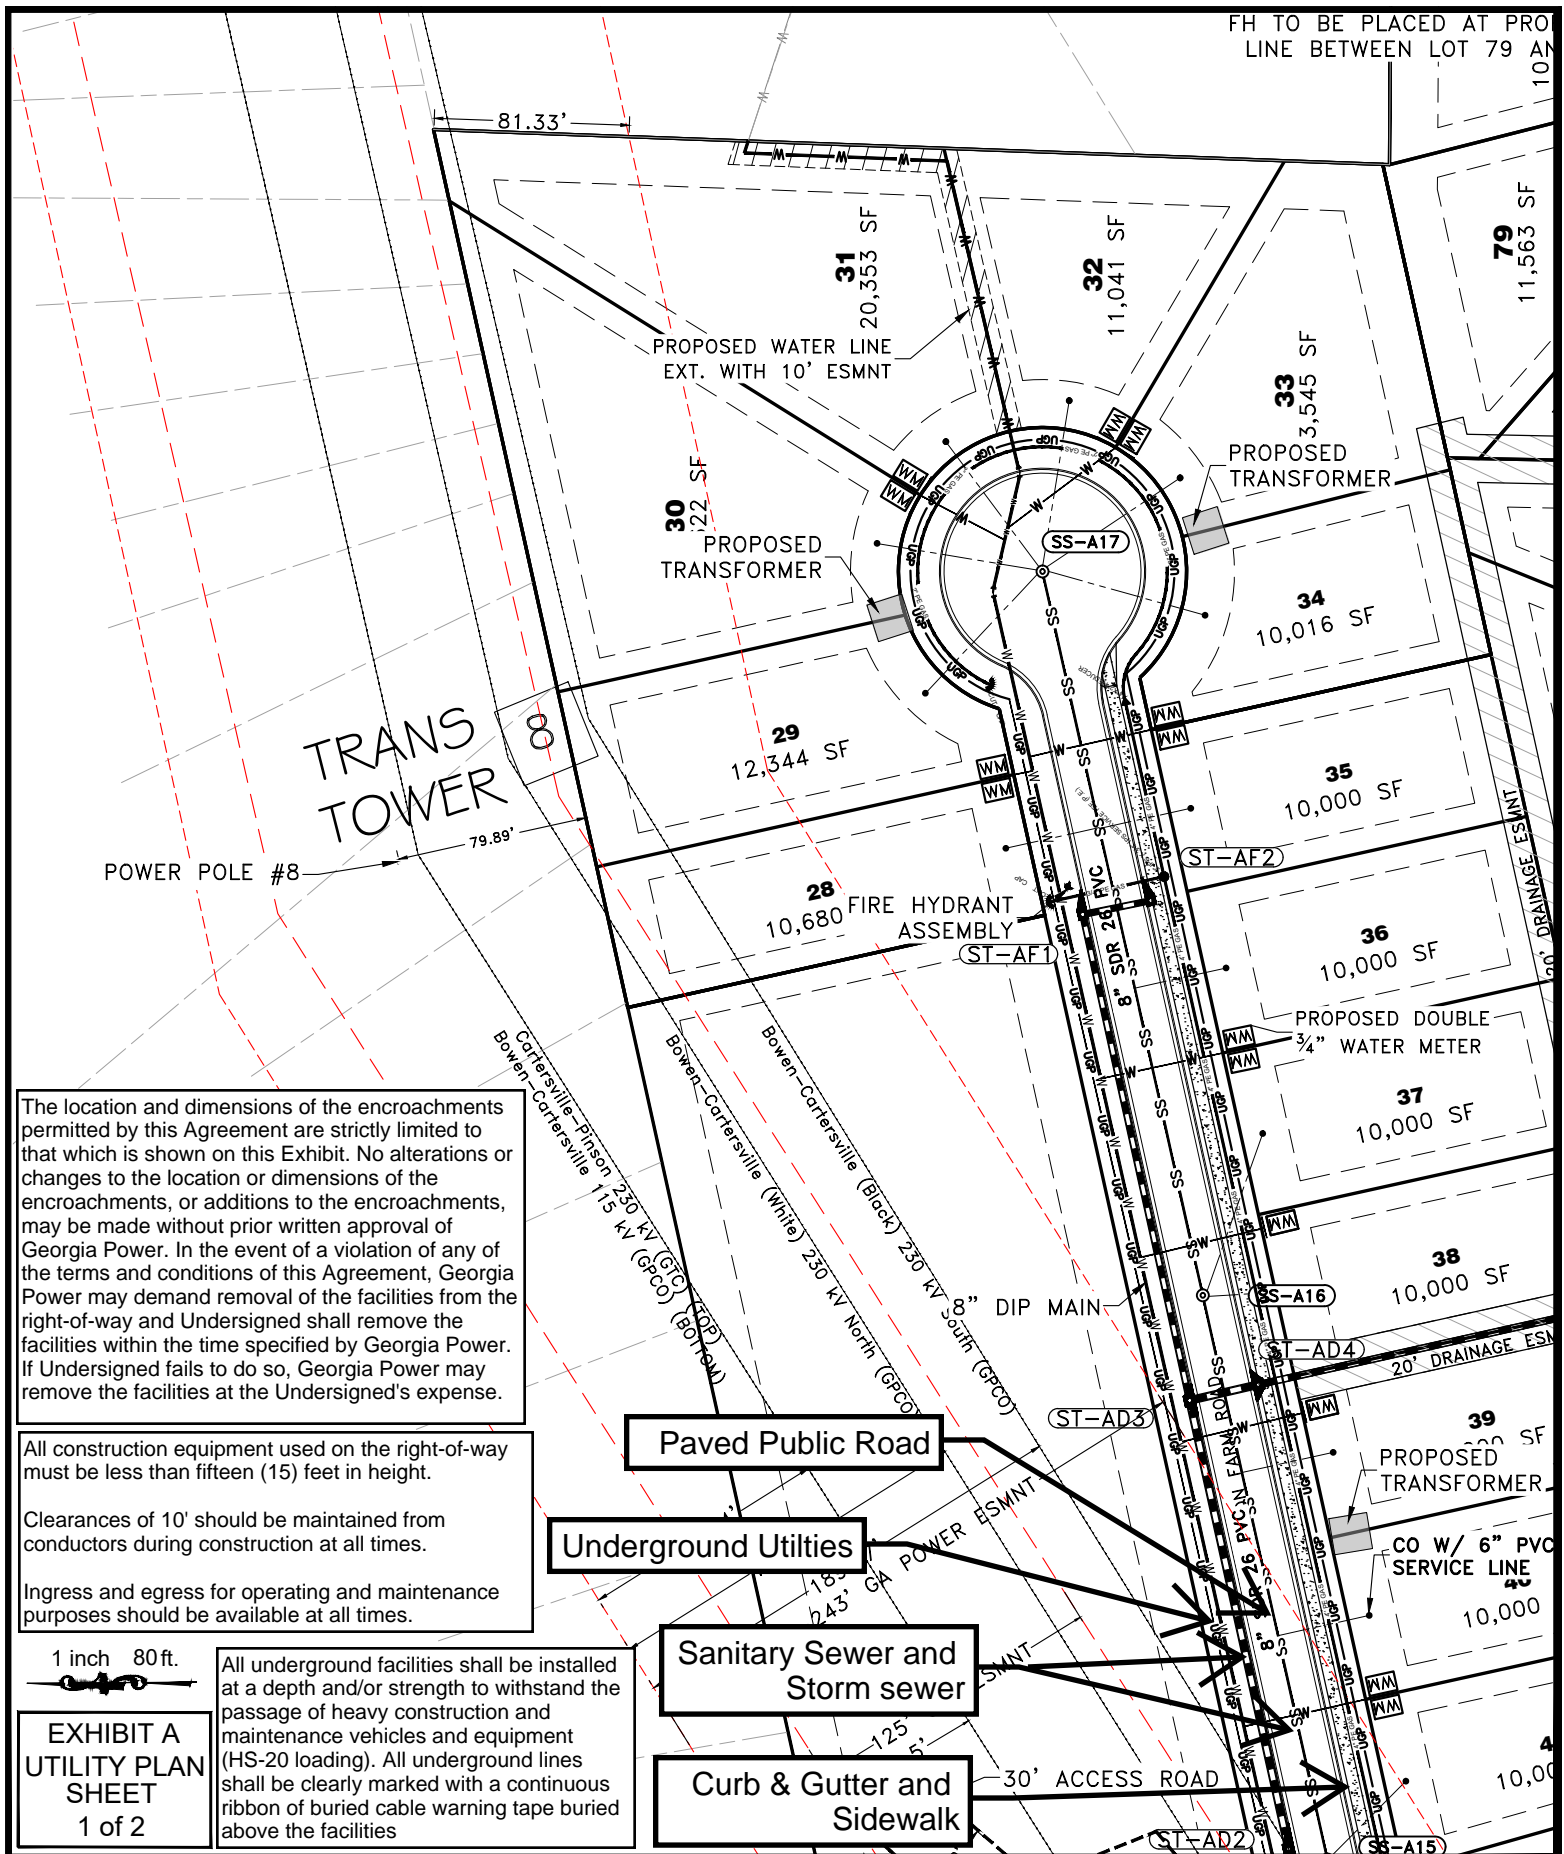 FH TO BE PLACED AT PRO
LINE BETWEEN LOT 79 AN
81.33'
31
20,353 SF
32
11,041 SF
79
11,563 SF
33
3,545 SF
PROPOSED WATER LINE
EXT. WITH 10' ESMNT
PROPOSED
TRANSFORMER
30
522 SF
PROPOSED
TRANSFORMER
SS-A17
34
10,016 SF
TRANS
TOWER
8
29
12,344 SF
35
10,000 SF
79.89'
POWER POLE #8
ST-AF2
28
10,680
FIRE HYDRANT
ASSEMBLY
ST-AF1
8" SDR 26 PVC
36
10,000 SF
20' DRAINAGE ESMNT
PROPOSED DOUBLE
3/4" WATER METER
Cartersville-Pinson 230 kV (GTC) (TOP)
Bowen-Cartersville 115 kV (GPCO) (BOTTOM)
Bowen-Cartersville (White) 230 kV North (GPCO)
Bowen-Cartersville (Black) 230 kV South (GPCO)
37
10,000 SF
The location and dimensions of the encroachments
permitted by this Agreement are strictly limited to
that which is shown on this Exhibit. No alterations or
changes to the location or dimensions of the
encroachments, or additions to the encroachments,
may be made without prior written approval of
Georgia Power. In the event of a violation of any of
the terms and conditions of this Agreement, Georgia
Power may demand removal of the facilities from the
right-of-way and Undersigned shall remove the
facilities within the time specified by Georgia Power.
If Undersigned fails to do so, Georgia Power may
remove the facilities at the Undersigned's expense.
38
10,000 SF
8" DIP MAIN
SS-A16
ST-AD4
20' DRAINAGE ESM
ST-AD3
39
SF
PROPOSED
TRANSFORMER
All construction equipment used on the right-of-way
must be less than fifteen (15) feet in height.
Clearances of 10' should be maintained from
conductors during construction at all times.
Ingress and egress for operating and maintenance
purposes should be available at all times.
Paved Public Road
Underground Utilties
243' GA POWER ESMNT
8" SDR 26 PVC
CO W/ 6" PVC
SERVICE LINE
40
10,000
Sanitary Sewer and
Storm sewer
ESMNT
125'
Curb & Gutter and
Sidewalk
30' ACCESS ROAD
ST-AD2
SS-A15
4
10,00
1 inch 80 ft.
EXHIBIT A
UTILITY PLAN
SHEET
1 of 2
All underground facilities shall be installed
at a depth and/or strength to withstand the
passage of heavy construction and
maintenance vehicles and equipment
(HS-20 loading). All underground lines
shall be clearly marked with a continuous
ribbon of buried cable warning tape buried
above the facilities